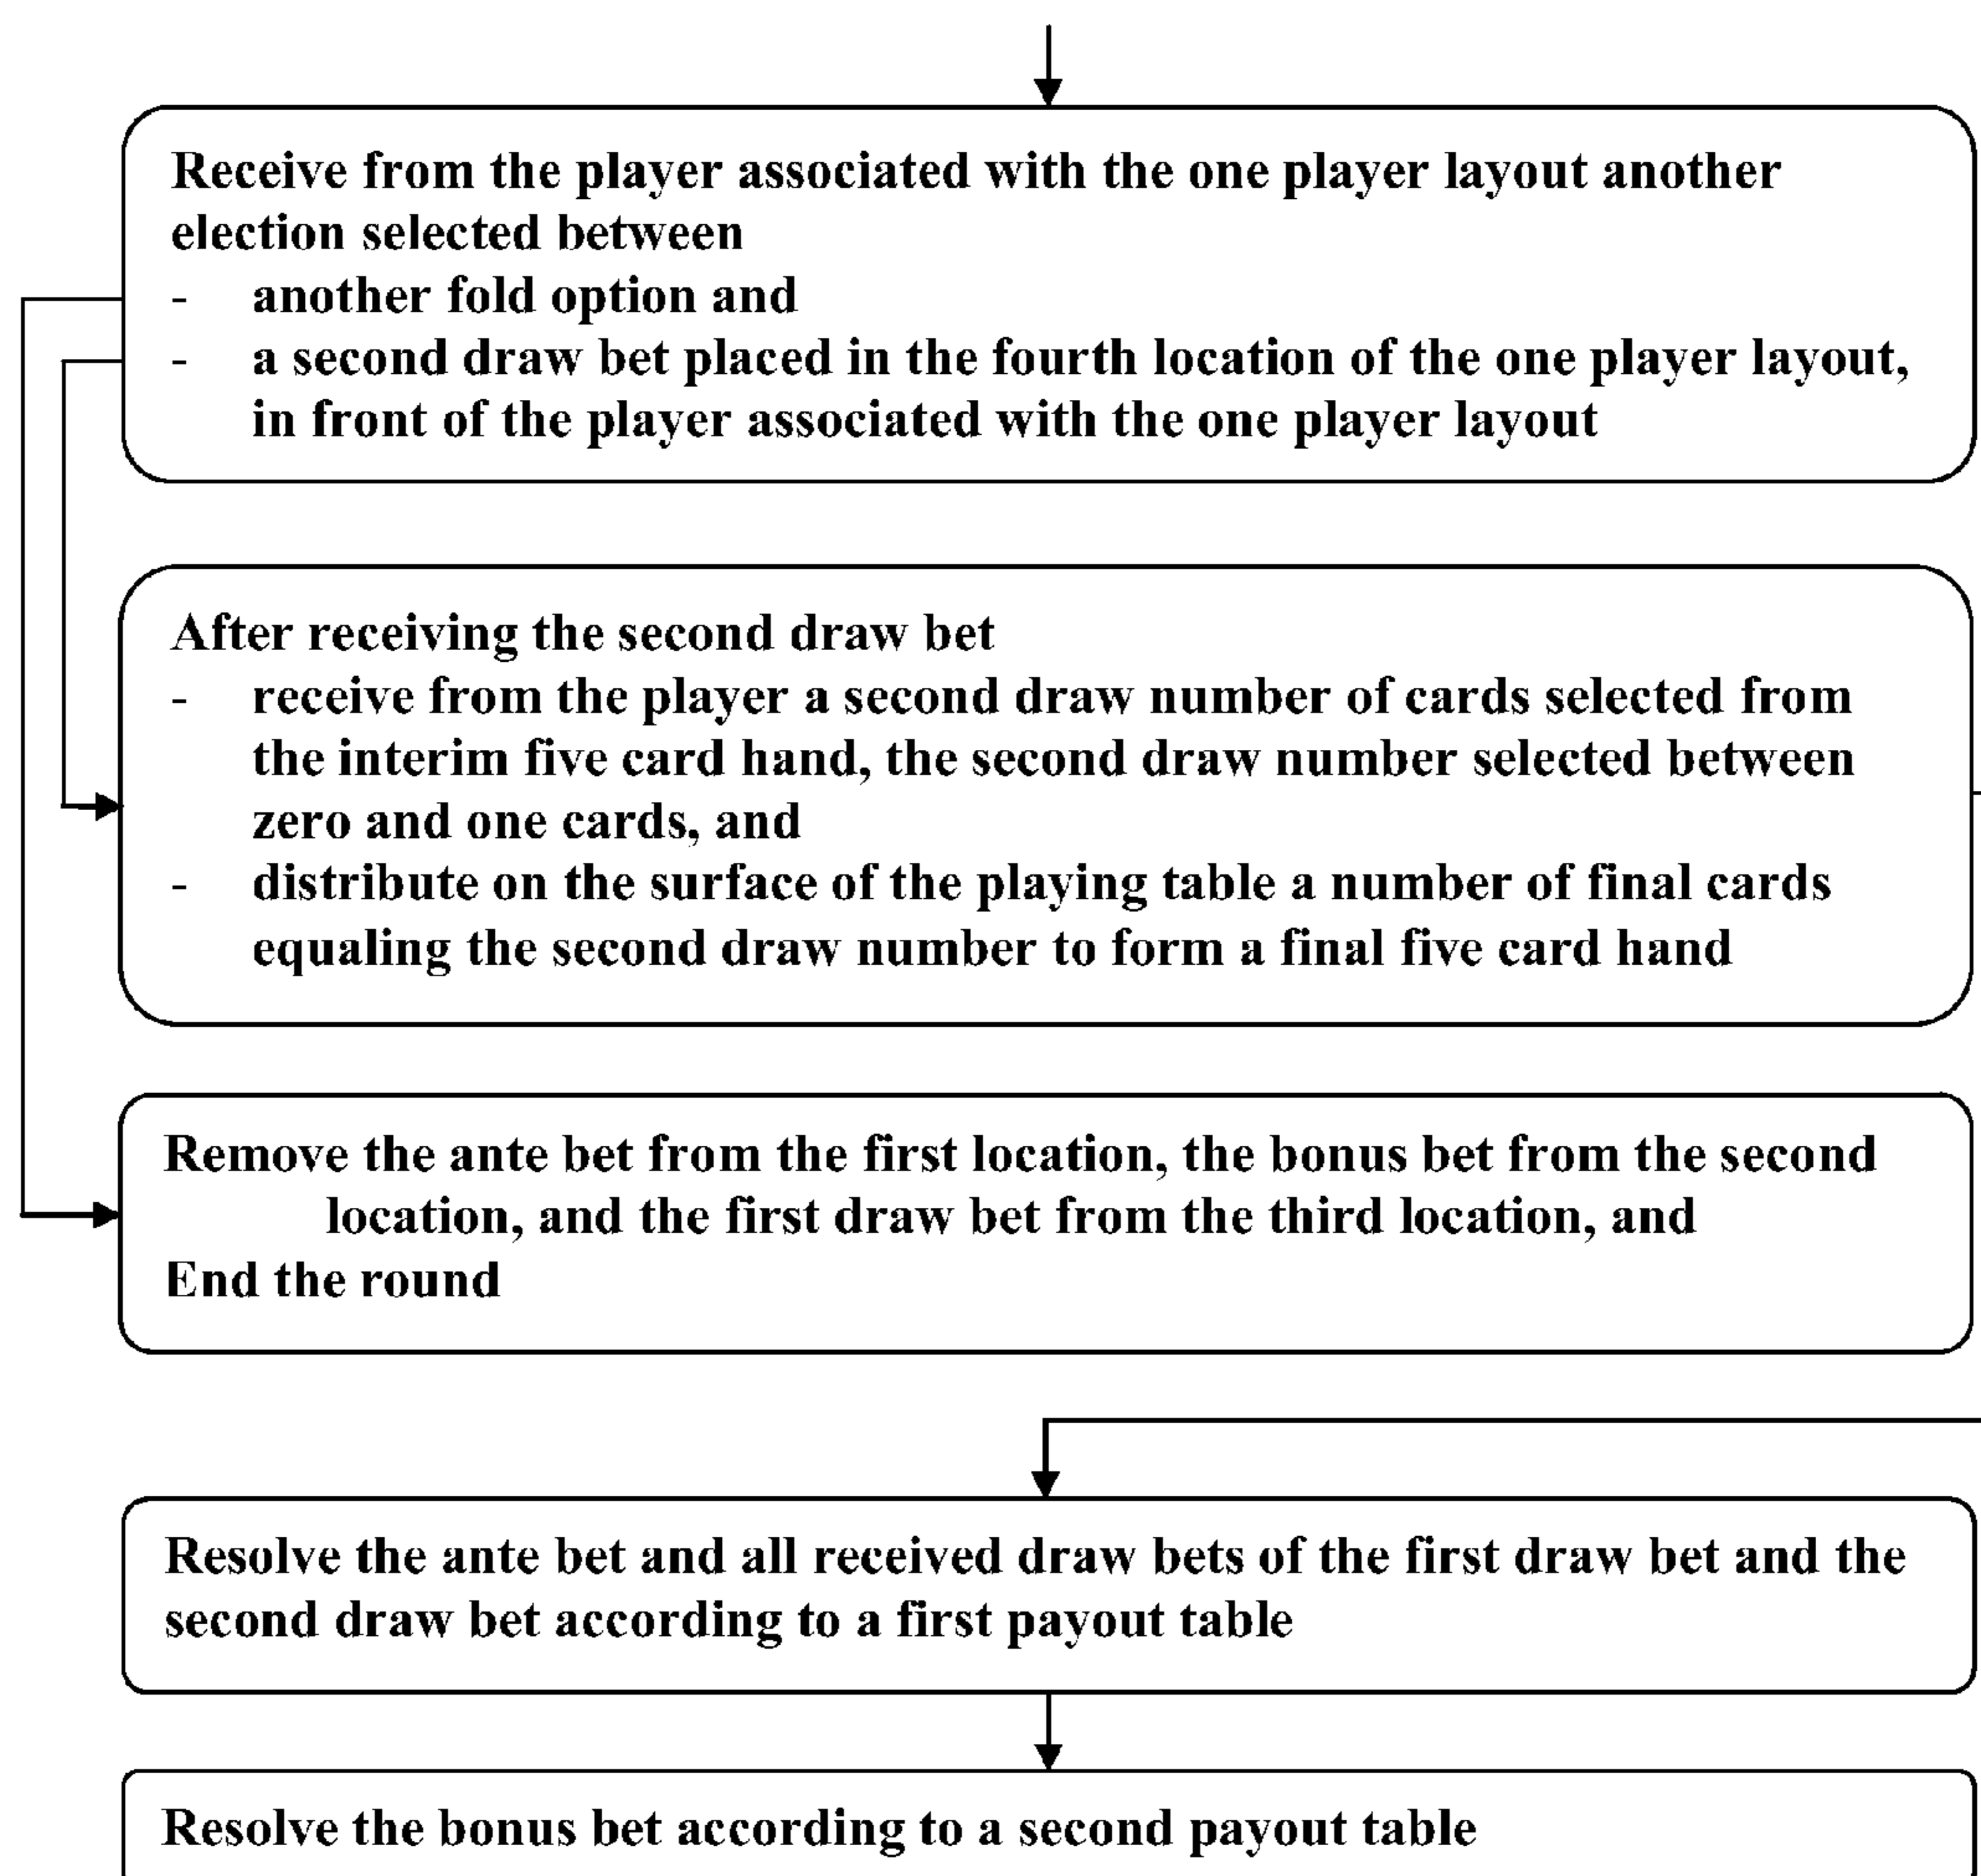 Receive from the player associated with the one player layout another
election selected between
- another fold option and
- a second draw bet placed in the fourth location of the one player layout,
in front of the player associated with the one player layout
After receiving the second draw bet
- receive from the player a second draw number of cards selected from
the interim five card hand, the second draw number selected between
zero and one cards, and
- distribute on the surface of the playing table a number of final cards
equaling the second draw number to form a final five card hand
Remove the ante bet from the first location, the bonus bet from the second
location, and the first draw bet from the third location, and
End the round
Resolve the ante bet and all received draw bets of the first draw bet and the
second draw bet according to a first payout table
Resolve the bonus bet according to a second payout table